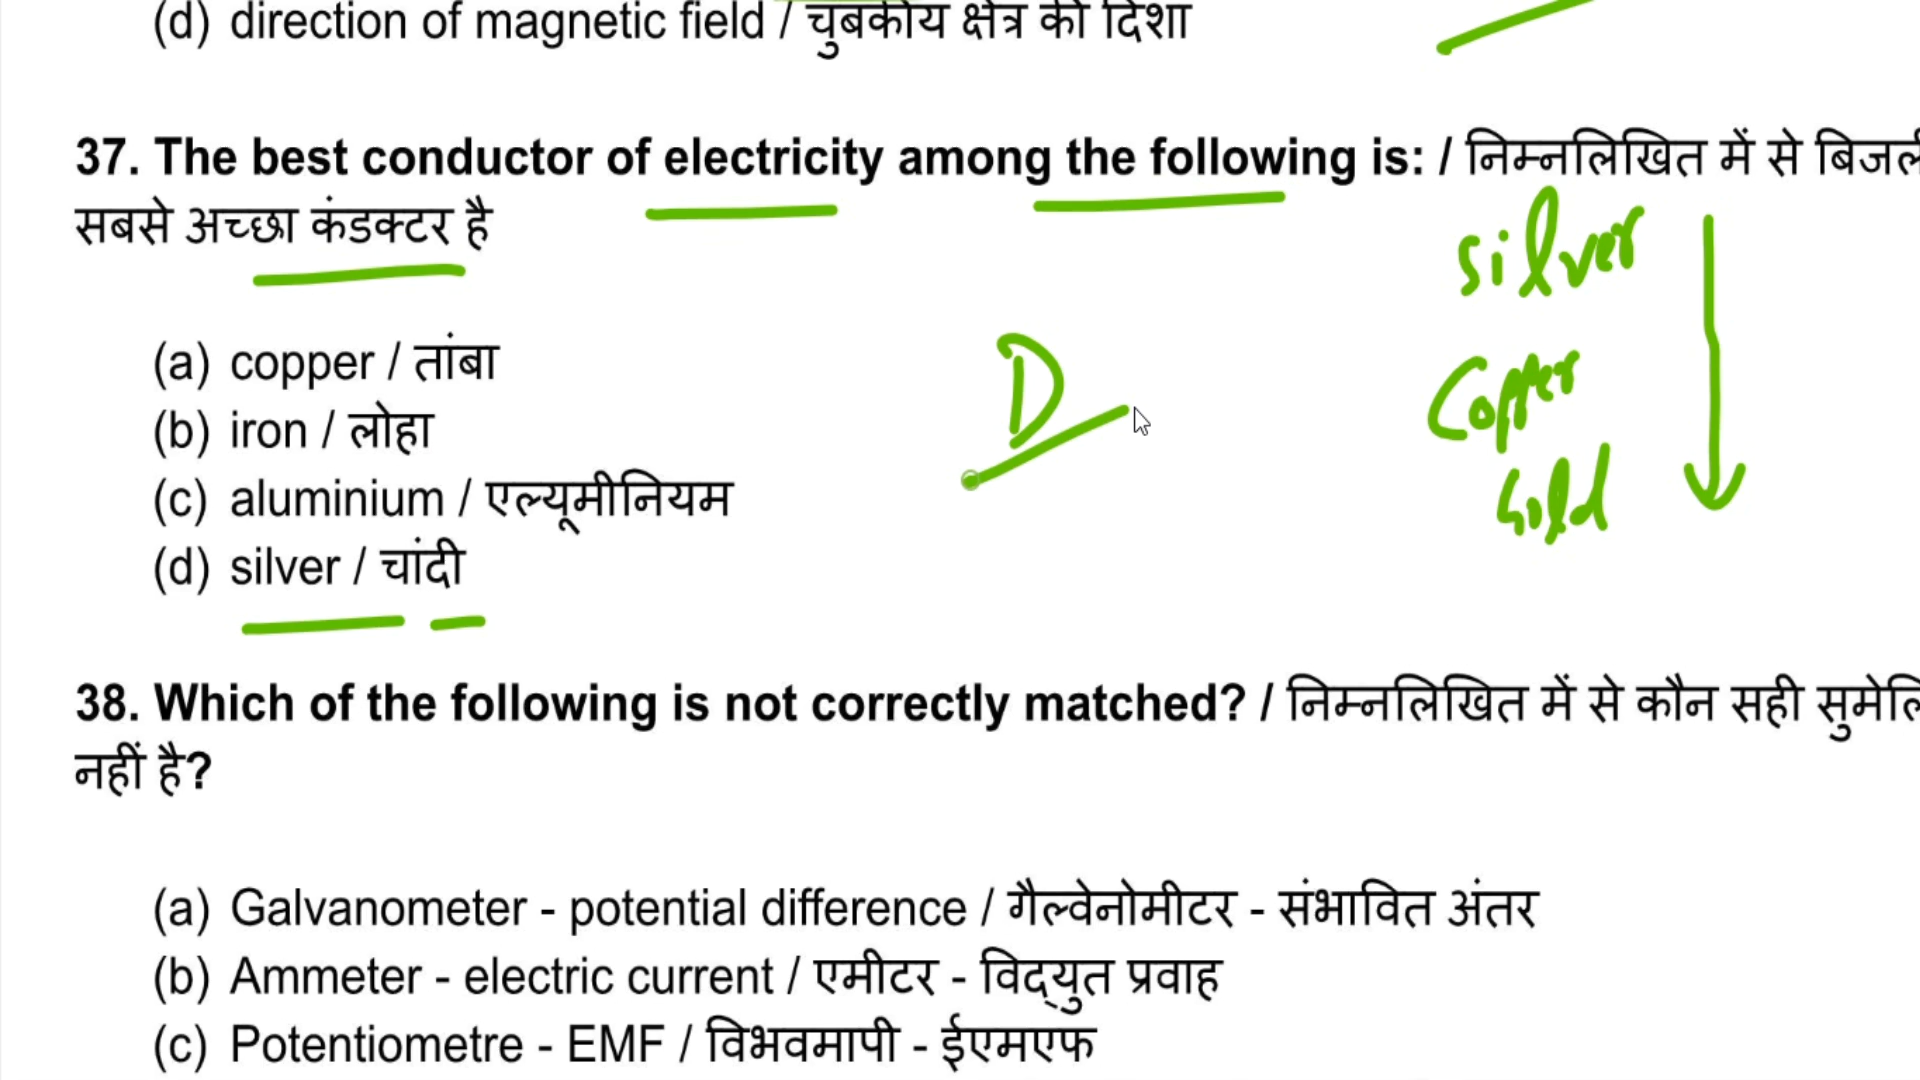 (d) direction of magnetic field / चुंबकीय क्षेत्र की दिशा
37. The best conductor of electricity among the following is: / निम्नलिखित में से
सबसे अच्छा कंडक्टर है
silver
(a) copper / तांबा
D
Copper
(b) iron / लोहा
(c) aluminium / एल्यूमीनियम
Gold
(d) silver / चांदी
38. Which of the following is not correctly matched? / निम्नलिखित में से कौन सही
नहीं है?
(a) Galvanometer - potential difference / गैल्वेनोमीटर - संभावित अंतर
(b) Ammeter - electric current / एमीटर - विद्युत प्रवाह
(c) Potentiometre - EMF / विभवमापी - ईएमएफ